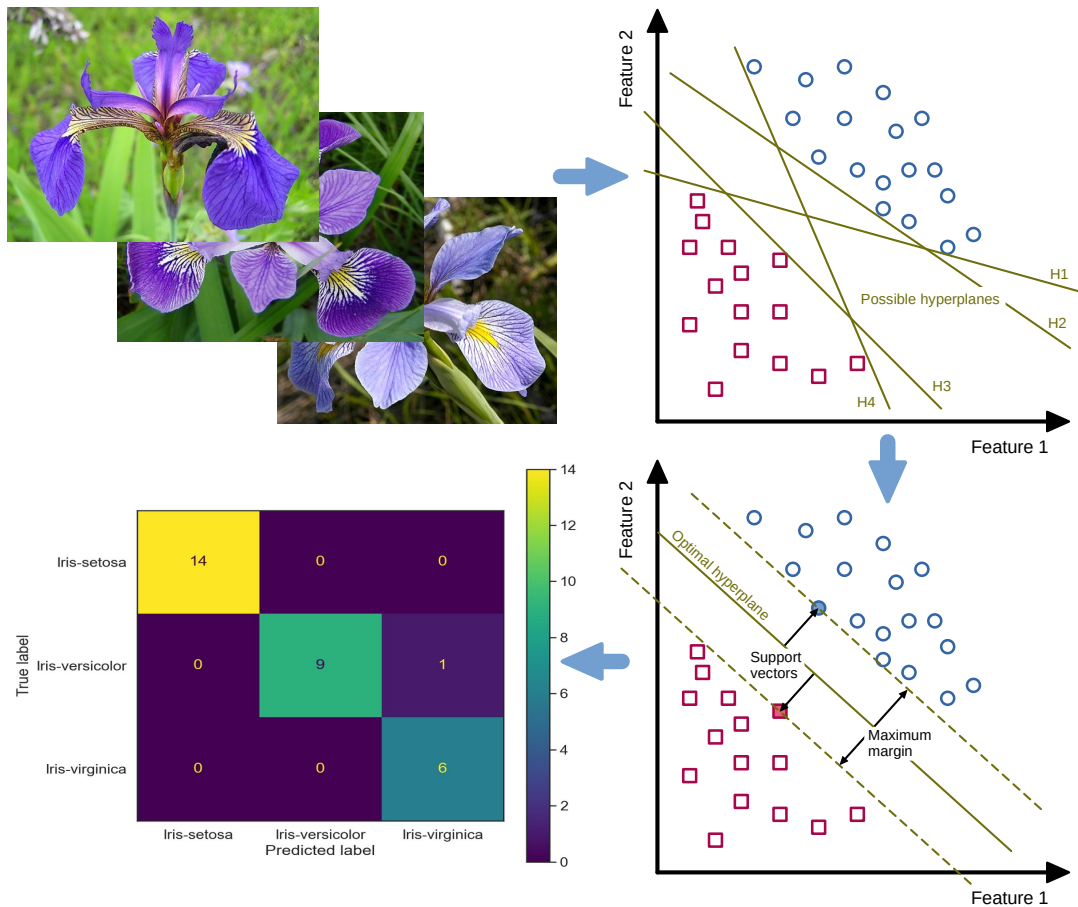 Feature 2
H1
Possible hyperplanes
H2
H3
H4
Feature 1
Feature 2
Optimal hyperplane
Support
vectors
Maximum
margin
Feature 1
14
12
10
8
6
4
2
0
True label
Iris-setosa
14
0
0
Iris-versicolor
0
9
1
Iris-virginica
0
0
6
Iris-setosa
Iris-versicolor
Iris-virginica
Predicted label